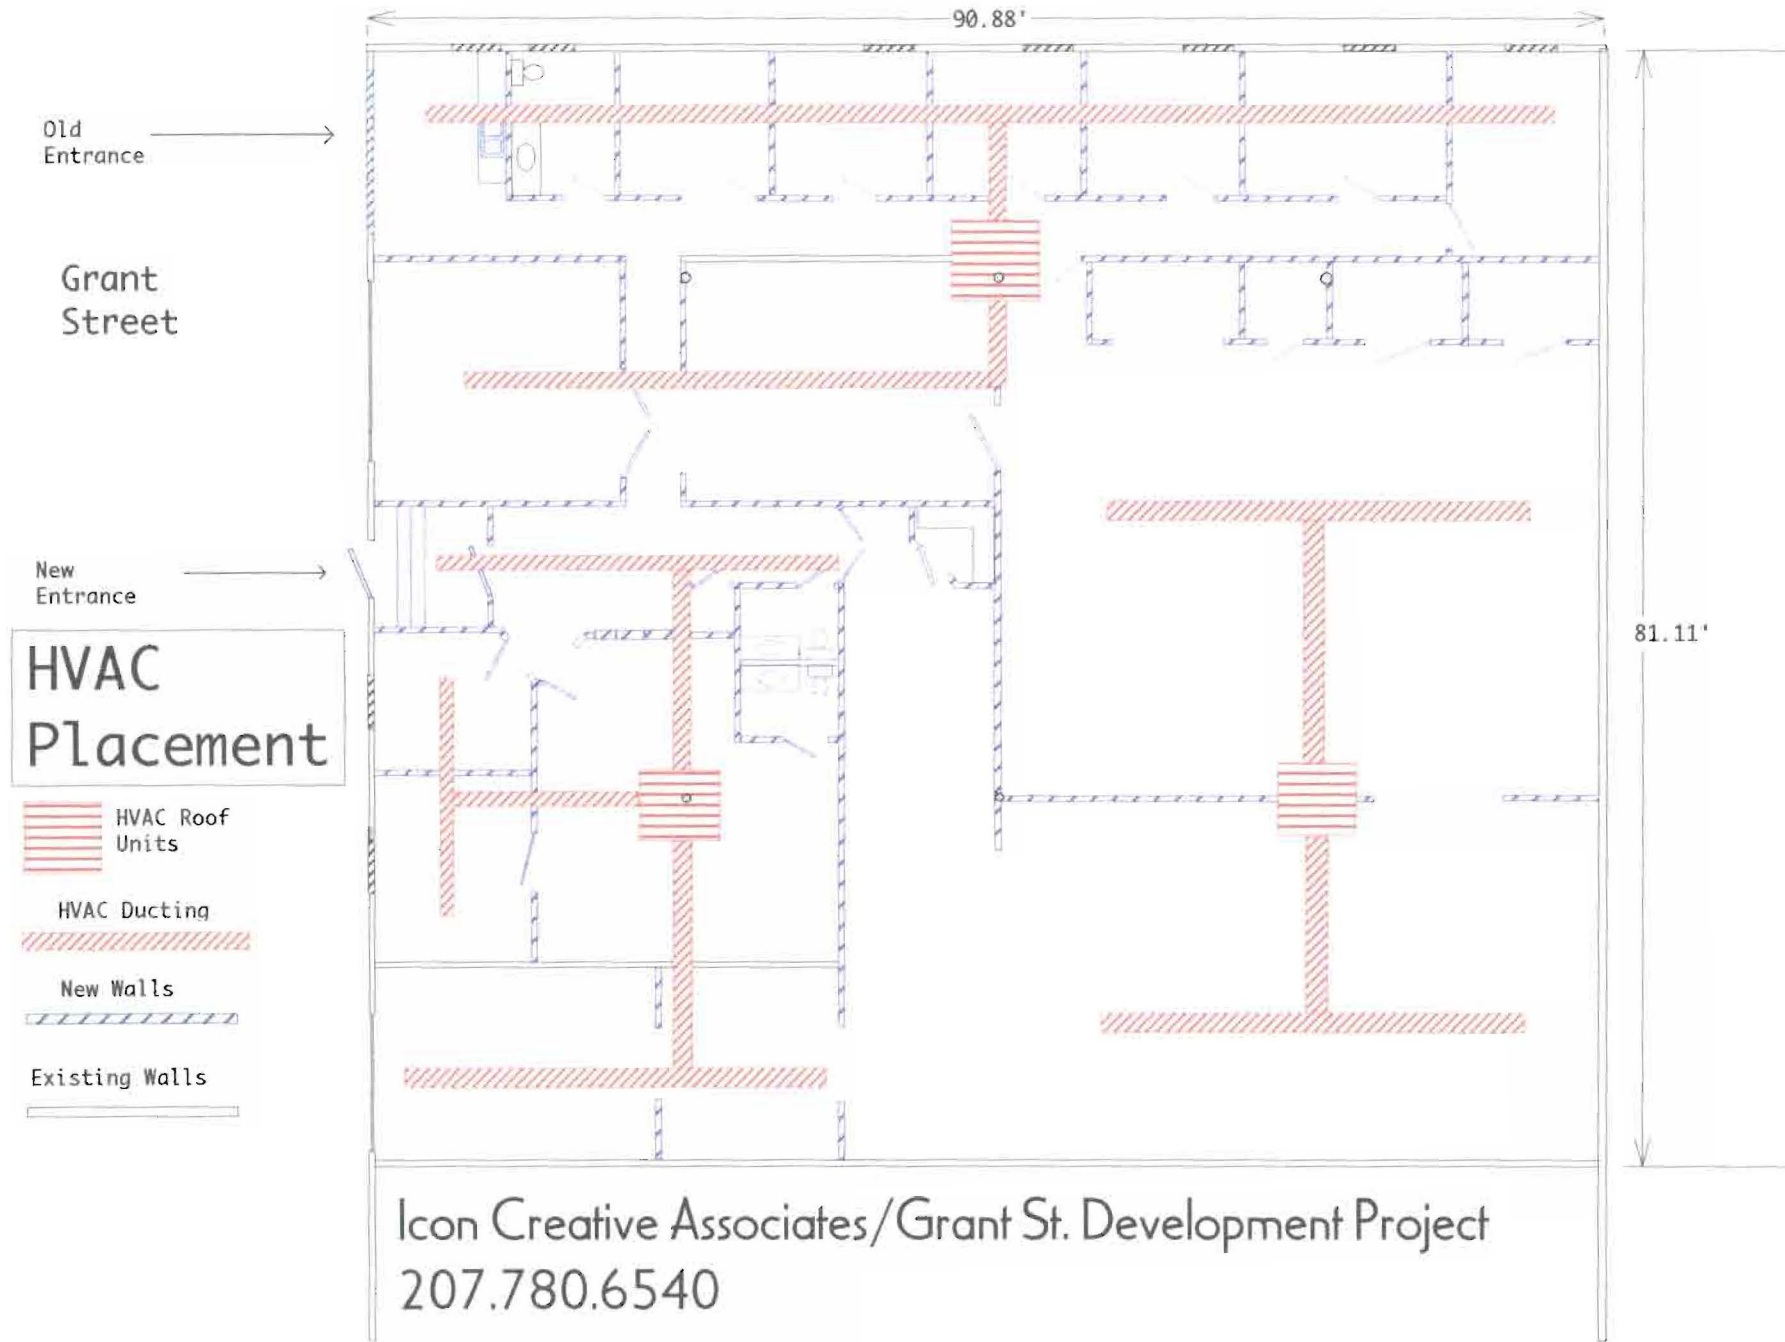 90.88'
Old
Entrance
Grant
Street
New
Entrance
81.11'
HVAC
Placement
HVAC Roof
Units
HVAC Ducting
New Walls
Existing Walls
Icon Creative Associates/Grant St. Development Project
207.780.6540